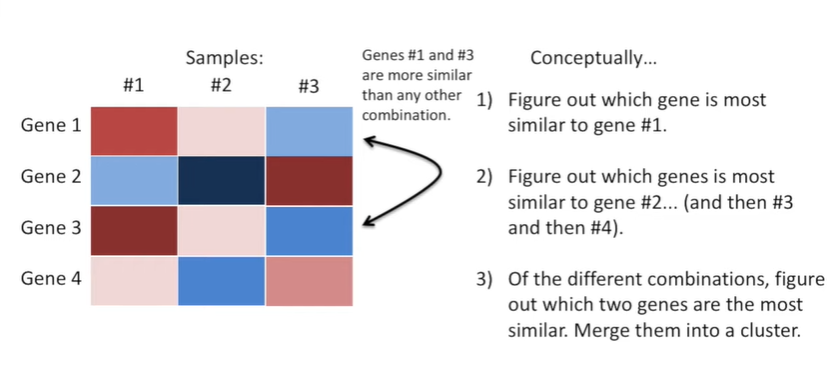 Samples:
#1 #2 #3
Gene 1
Gene 2
Gene 3
Gene 4
Genes #1 and #3
are more similar
than any other
combination.
Conceptually...
1) Figure out which gene is most
similar to gene #1.
2) Figure out which genes is most
similar to gene #2... (and then #3
and then #4).
3) Of the different combinations, figure
out which two genes are the most
similar. Merge them into a cluster.